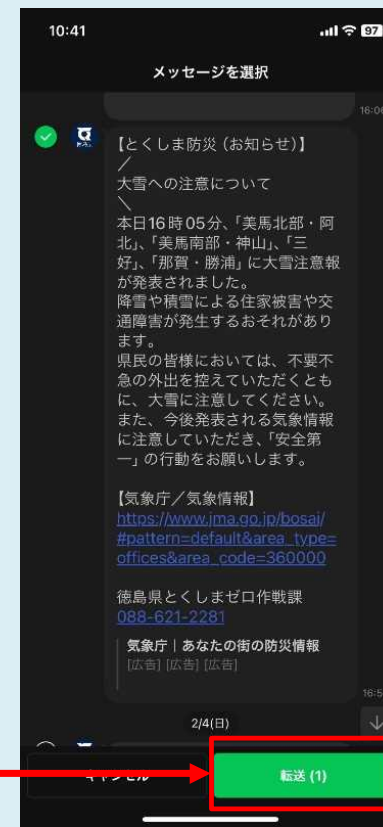 10:41
97
メッセージを選択
【とくしま防災（お知らせ）】
／
大雪への注意について
＼
本日16時05分、「美馬北部・阿
北」、「美馬南部・神山」、「三
好」、「那賀・勝浦」に大雪注意報
が発表されました。
降雪や積雪による住家被害や交
通障害が発生するおそれがあり
ます。
県民の皆様においては、不要不
急の外出を控えていただくとも
に、大雪に注意してください。
また、今後発表される気象情報
に注意していただき、「安全第
一」の行動をお願いします。
【気象庁／気象情報】
https://www.jma.go.jp/bosai/
#pattern=default&area_type=
offices&area_code=360000
徳島県とくしまゼロ作戦課
088-621-2281
気象庁｜あなたの街の防災情報
[広告] [広告] [広告]
2/4(日)
キャンセル
転送 (1)